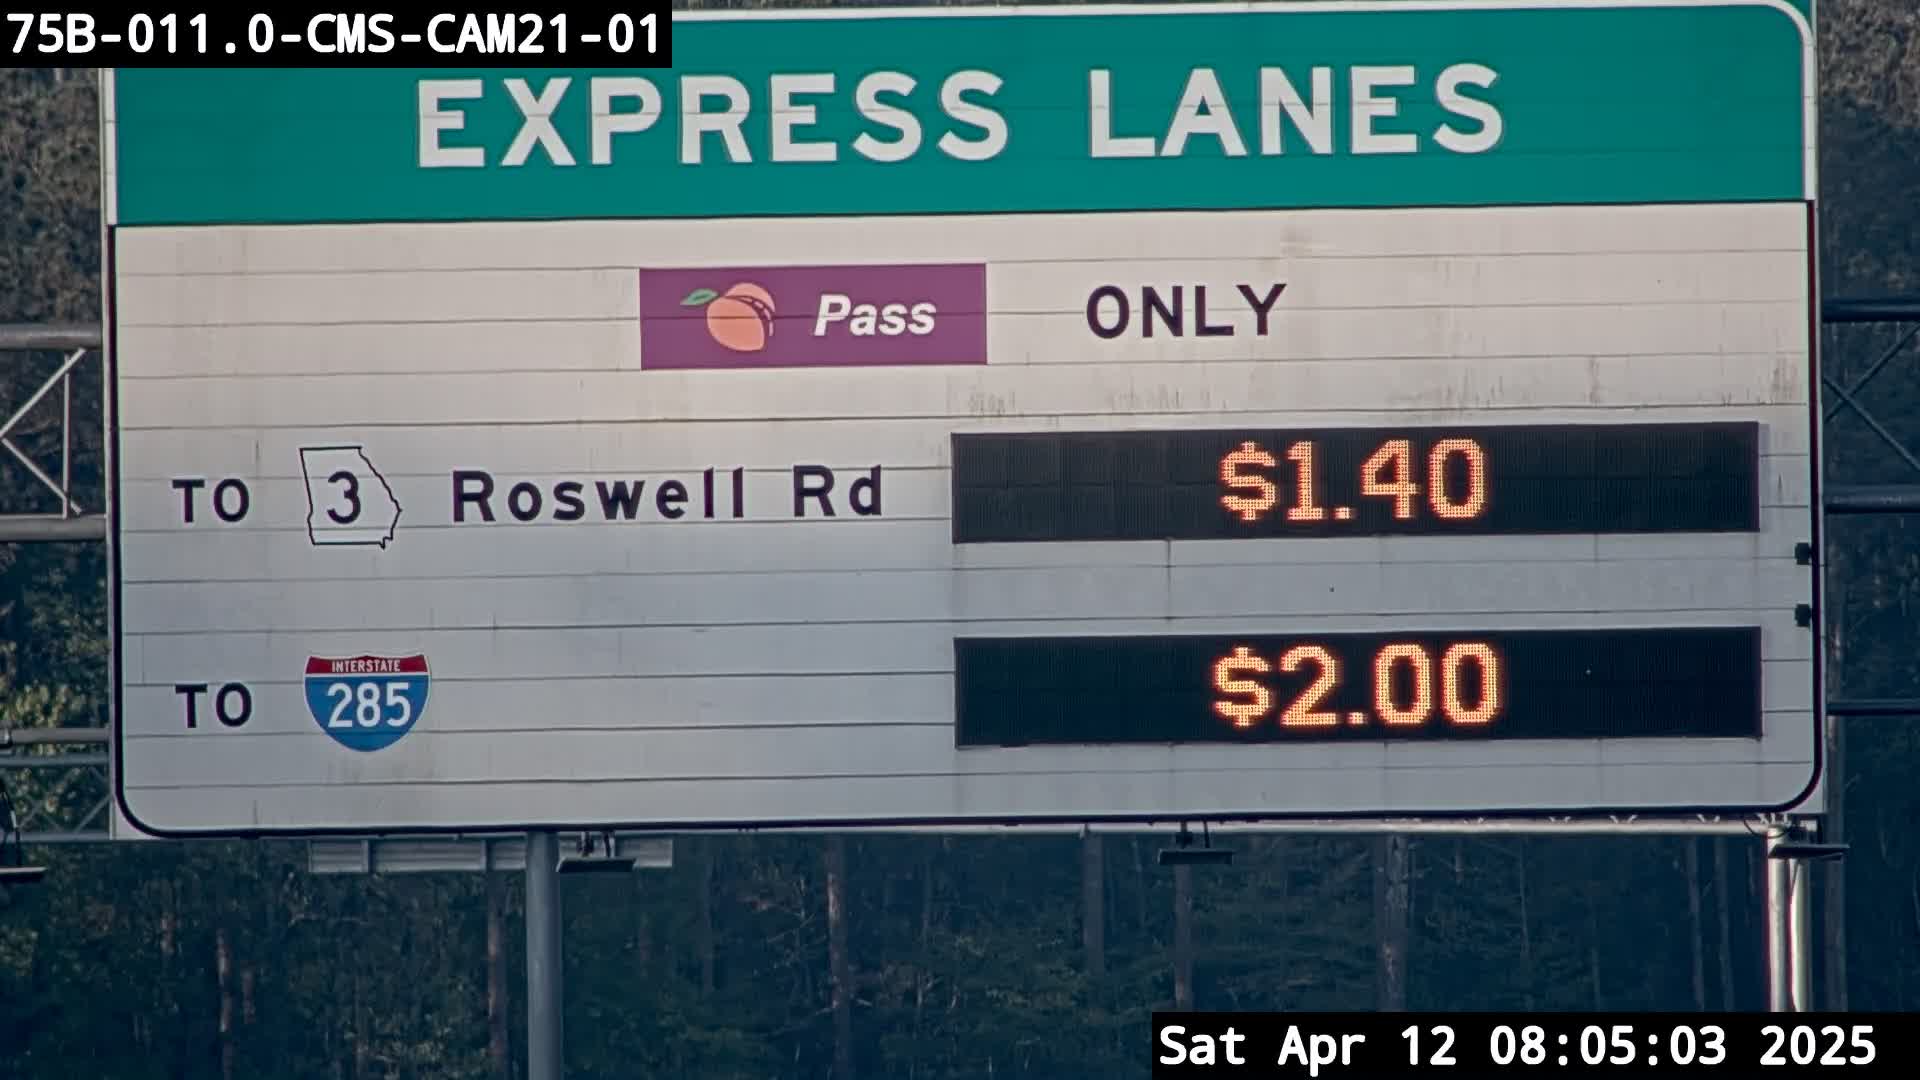 75B-011.0-CMS-CAM21-01
EXPRESS LANES
Pass ONLY
TO 3 Roswell Rd $1.40
INTERSTATE
TO 285 $2.00
Sat Apr 12 08:05:03 2025